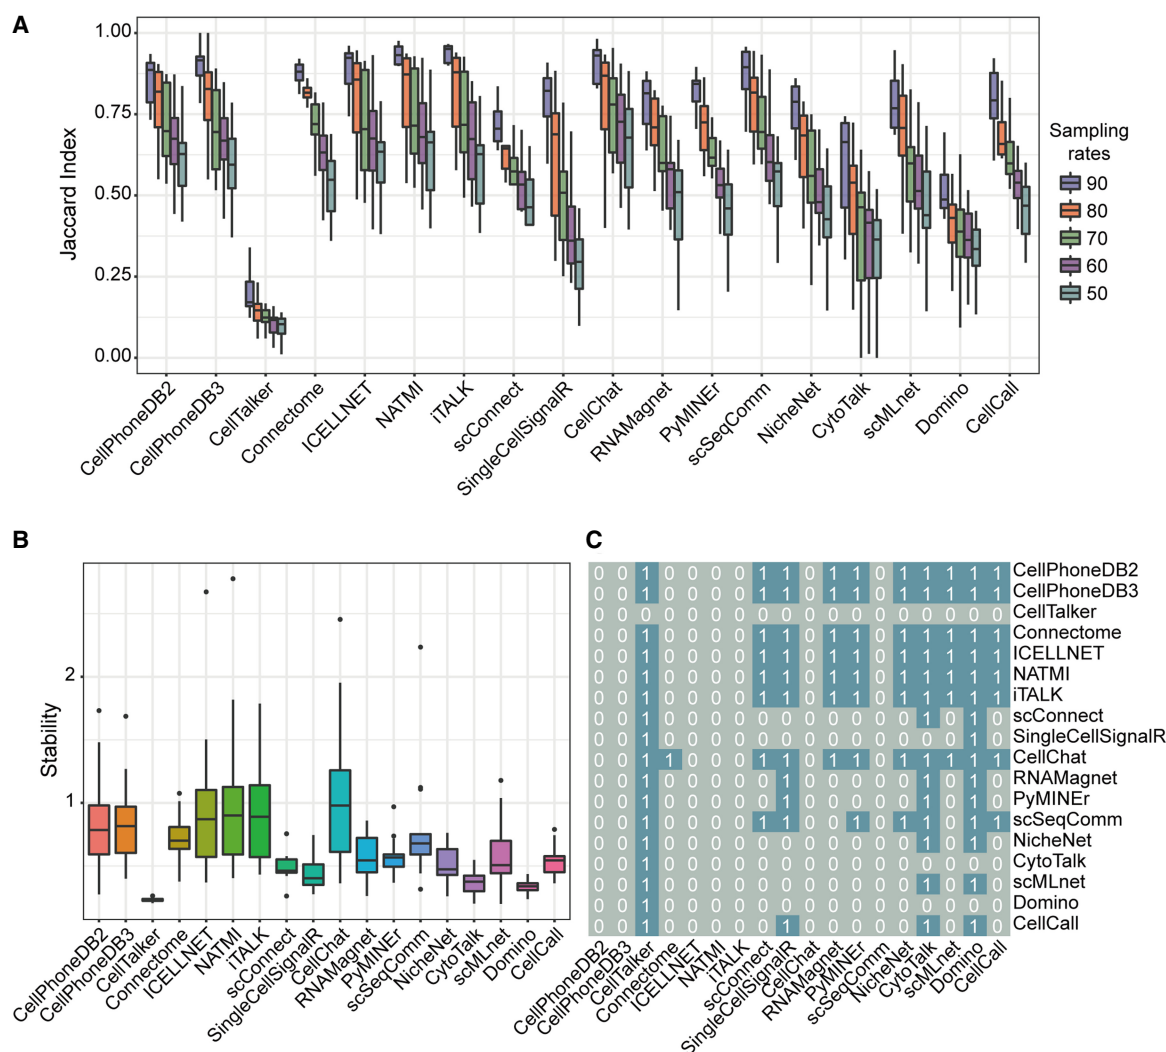 A
1.00
0.75
0.50
0.25
0.00
Jaccard Index
CellPhoneDB2
CellPhoneDB3
CellTalker
Connectome
ICELLNET
NATMI
iTALK
scConnect
SingleCellSignalR
CellChat
RNAMagnet
PyMINEr
scSeqComm
NicheNet
CytoTalk
scMLnet
Domino
CellCall
Sampling
rates
90
80
70
60
50
B
2
1
Stability
CellPhoneDB2
CellPhoneDB3
CellTalker
Connectome
ICELLNET
NATMI
iTALK
scConnect
SingleCellSignalR
CellChat
RNAMagnet
PyMINEr
scSeqComm
NicheNet
CytoTalk
scMLnet
Domino
CellCall
C
0 0 1 0 0 0 0 1 1 0 1 1 0 1 1 1 1 1 CellPhoneDB2
0 0 1 0 0 0 0 1 1 0 1 1 0 1 1 1 1 1 CellPhoneDB3
0 0 0 0 0 0 0 0 0 0 0 0 0 0 0 0 0 0 CellTalker
0 0 1 0 0 0 0 1 1 0 1 1 0 1 1 1 1 1 Connectome
0 0 1 0 0 0 0 1 1 0 1 1 0 1 1 1 1 1 ICELLNET
0 0 1 0 0 0 0 1 1 0 1 1 0 1 1 1 1 1 NATMI
0 0 1 0 0 0 0 1 1 0 1 1 0 1 1 1 1 1 iTALK
0 0 1 0 0 0 0 0 0 0 0 0 0 0 1 0 1 0 scConnect
0 0 1 0 0 0 0 0 0 0 0 0 0 0 0 0 1 0 SingleCellSignalR
0 0 1 1 0 0 0 1 1 0 1 1 0 1 1 1 1 1 CellChat
0 0 1 0 0 0 0 0 1 0 0 0 0 0 1 0 1 0 RNAMagnet
0 0 1 0 0 0 0 0 1 0 0 0 0 0 1 0 1 0 PyMINEr
0 0 1 0 0 0 0 1 1 0 0 1 0 1 1 0 1 1 scSeqComm
0 0 1 0 0 0 0 0 1 0 0 0 0 0 1 0 1 0 NicheNet
0 0 1 0 0 0 0 0 0 0 0 0 0 0 0 0 0 0 CytoTalk
0 0 1 0 0 0 0 0 0 0 0 0 0 0 1 0 1 0 scMLnet
0 0 1 0 0 0 0 0 0 0 0 0 0 0 0 0 0 0 Domino
0 0 1 0 0 0 0 0 1 0 0 0 0 0 1 0 1 0 CellCall
CellPhoneDB2
CellPhoneDB3
CellTalker
Connectome
ICELLNET
NATMI
iTALK
scConnect
SingleCellSignalR
CellChat
RNAMagnet
PyMINEr
scSeqComm
NicheNet
CytoTalk
scMLnet
Domino
CellCall